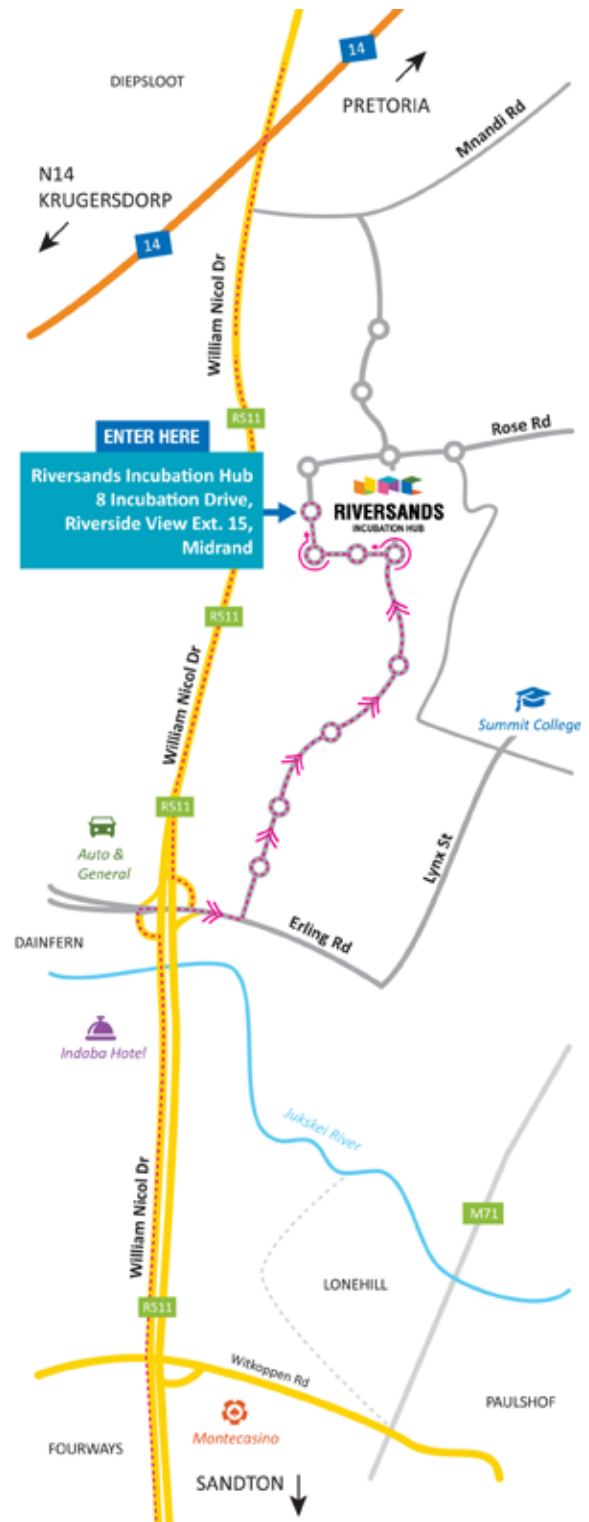 14
DIEPSLOOT
PRETORIA
Mnandi Rd
N14
KRUGERSDORP
14
William Nicol Dr
R511
ENTER HERE
Rose Rd
Riversands Incubation Hub
8 Incubation Drive,
Riverside View Ext. 15,
Midrand
RIVERSANDS
INCUBATION HUB
R511
William Nicol Dr
Summit College
R511
Auto &
General
Lynx St
Erling Rd
DAINFERN
Indaba Hotel
Jukskei River
William Nicol Dr
M71
LONEHILL
R511
Witkoppen Rd
PAULSHOF
Montecasino
FOURWAYS
SANDTON